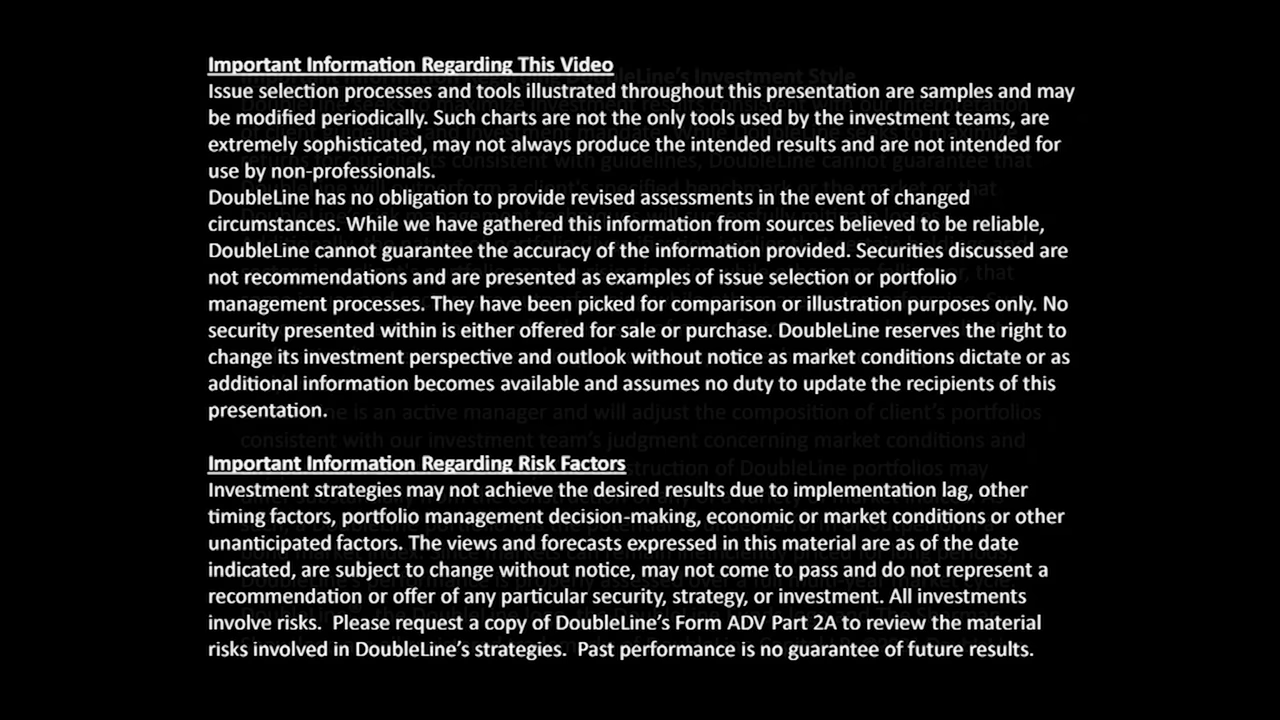 Important Information Regarding This Video
Issue selection processes and tools illustrated throughout this presentation are samples and may
be modified periodically. Such charts are not the only tools used by the investment teams, are
extremely sophisticated, may not always produce the intended results and are not intended for
use by non-professionals.
DoubleLine has no obligation to provide revised assessments in the event of changed
circumstances. While we have gathered this information from sources believed to be reliable,
DoubleLine cannot guarantee the accuracy of the information provided. Securities discussed are
not recommendations and are presented as examples of issue selection or portfolio
management processes. They have been picked for comparison or illustration purposes only. No
security presented within is either offered for sale or purchase. DoubleLine reserves the right to
change its investment perspective and outlook without notice as market conditions dictate or as
additional information becomes available and assumes no duty to update the recipients of this
presentation.
Important Information Regarding Risk Factors
Investment strategies may not achieve the desired results due to implementation lag, other
timing factors, portfolio management decision-making, economic or market conditions or other
unanticipated factors. The views and forecasts expressed in this material are as of the date
indicated, are subject to change without notice, may not come to pass and do not represent a
recommendation or offer of any particular security, strategy, or investment. All investments
involve risks.  Please request a copy of DoubleLine's Form ADV Part 2A to review the material
risks involved in DoubleLine's strategies.  Past performance is no guarantee of future results.